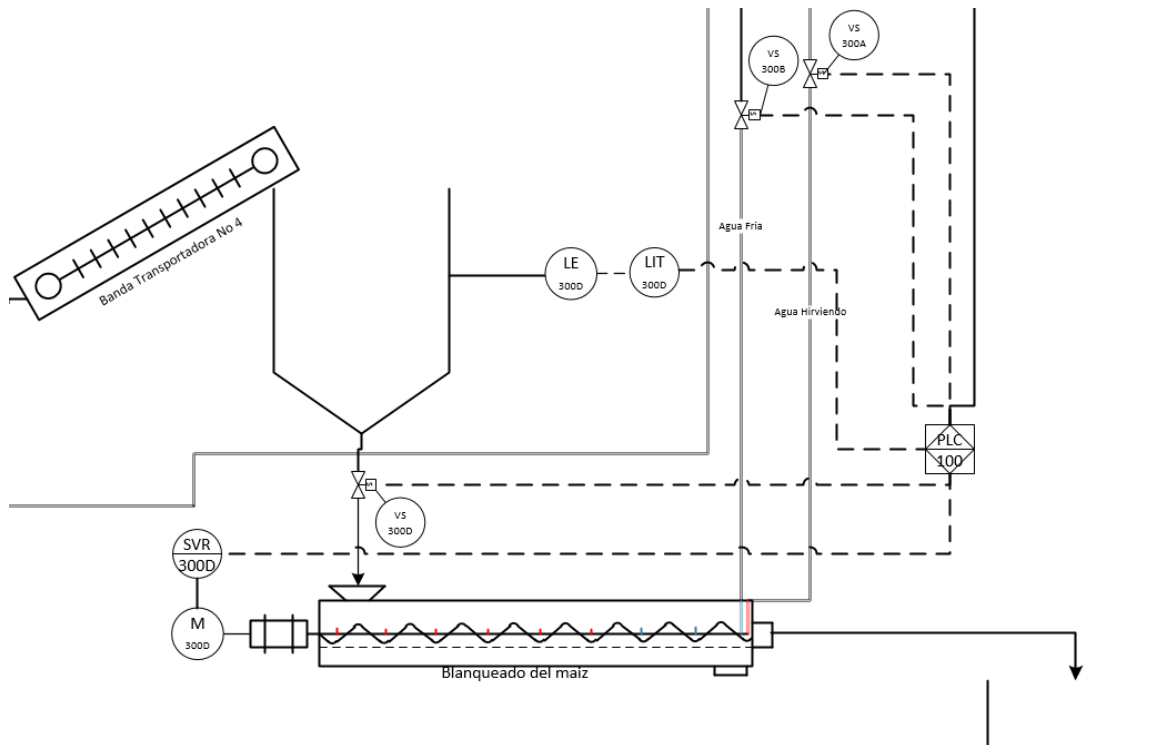 VS
300A
VS
300B
Banda Transportadora No 4
Agua Fria
LE
300D
LIT
300D
Agua Hirviendo
PLC
100
VS
300D
SVR
300D
M
300D
Blanqueado del maiz